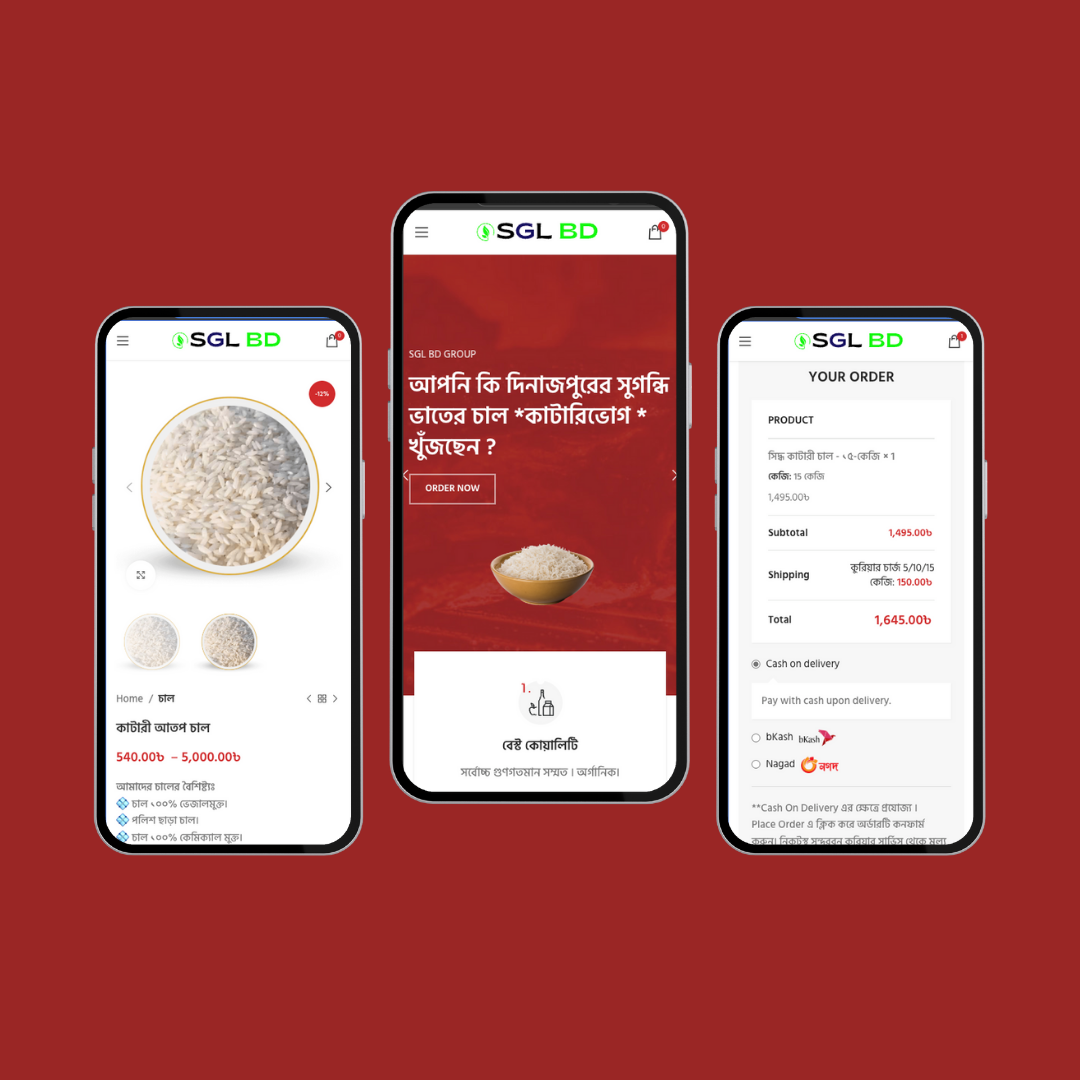 SGL BD
0
-12%
Home / চাল
কাটারী আতপ চাল
540.00৳ – 5,000.00৳
আমাদের চালের বৈশিষ্ট্যঃ
চাল ১০০% ভেজালমুক্ত।
পলিশ ছাড়া চাল।
চাল ১০০% কেমিক্যাল মুক্ত।
SGL BD
0
SGL BD GROUP
আপনি কি দিনাজপুরের সুগন্ধি
ভাতের চাল *কাটারিভোগ *
খুঁজছেন ?
ORDER NOW
1.
বেস্ট কোয়ালিটি
সর্বোচ্চ গুণগতমান সম্মত । অর্গানিক।
SGL BD
1
YOUR ORDER
PRODUCT
সিদ্ধ কাটারী চাল - ১৫-কেজি × 1
কেজি: 15 কেজি
1,495.00৳
Subtotal 1,495.00৳
Shipping কুরিয়ার চার্জ 5/10/15
কেজি: 150.00৳
Total 1,645.00৳
Cash on delivery
Pay with cash upon delivery.
bKash bKash
Nagad নগদ
**Cash On Delivery এর ক্ষেত্রে প্রযোজ্য ।
Place Order এ ক্লিক করে অর্ডারটি কনফার্ম
করুন। নিকটস্থ সুন্দরবন কুরিয়ার সার্ভিস থেকে মূল্য